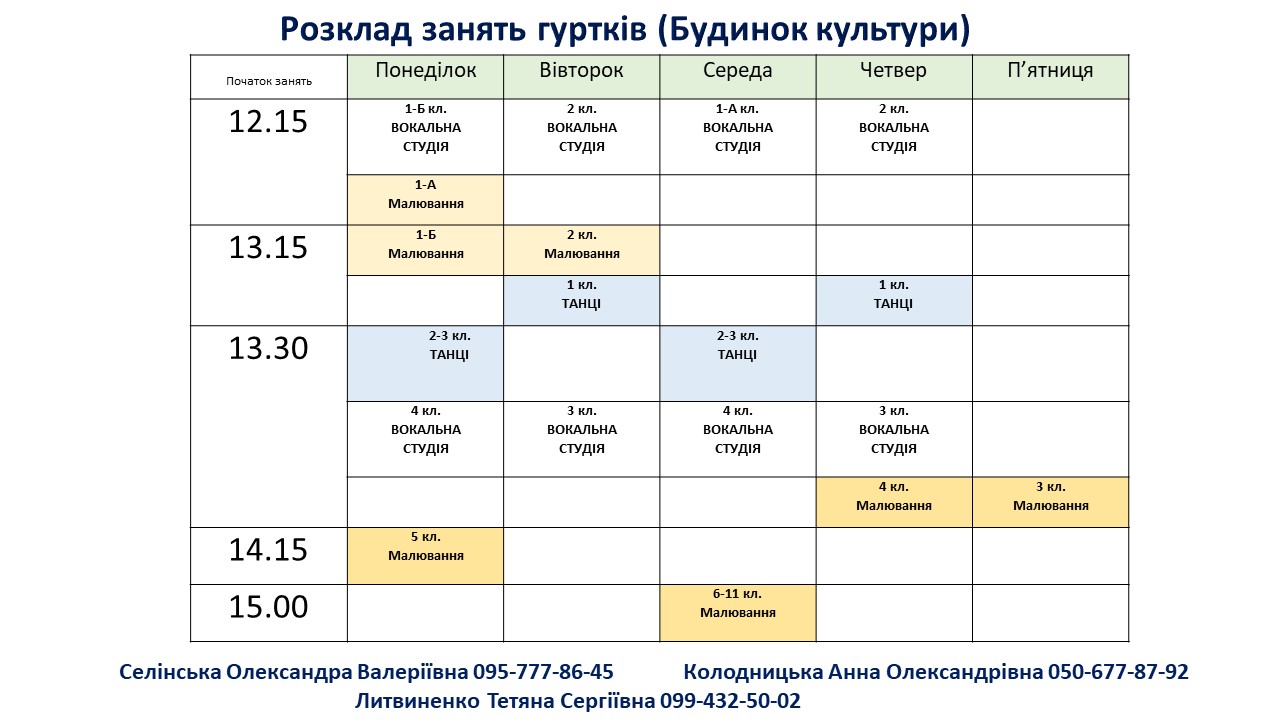 Розклад занять гуртків (Будинок культури)
Початок занять Понеділок Вівторок Середа Четвер П’ятниця
12.15
1-Б кл. 2 кл. 1-А кл. 2 кл.
ВОКАЛЬНА ВОКАЛЬНА ВОКАЛЬНА ВОКАЛЬНА
СТУДІЯ СТУДІЯ СТУДІЯ СТУДІЯ
1-А
Малювання
13.15
1-Б 2 кл.
Малювання Малювання
1 кл. 1 кл.
ТАНЦІ ТАНЦІ
13.30
2-3 кл. 2-3 кл.
ТАНЦІ ТАНЦІ
4 кл. 3 кл. 4 кл. 3 кл.
ВОКАЛЬНА ВОКАЛЬНА ВОКАЛЬНА ВОКАЛЬНА
СТУДІЯ СТУДІЯ СТУДІЯ СТУДІЯ
4 кл. 3 кл.
Малювання Малювання
14.15
5 кл.
Малювання
15.00
6-11 кл.
Малювання
Селінська Олександра Валеріївна 095-777-86-45 Колодницька Анна Олександрівна 050-677-87-92
Литвиненко Тетяна Сергіївна 099-432-50-02